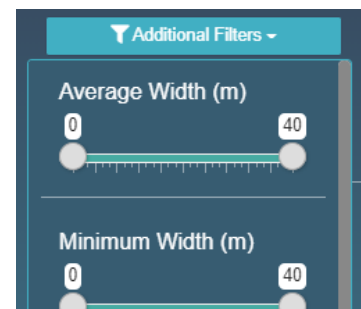 Additional Filters
Average Width (m)
0 40
Minimum Width (m)
0 40